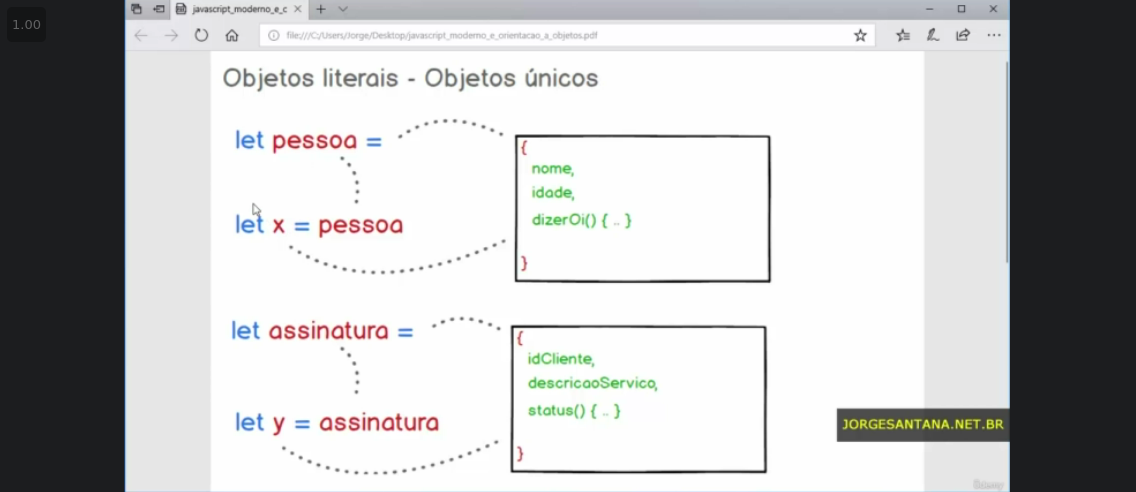 1.00
javascript_moderno_e_c
file:///C:/Users/Jorge/Desktop/javascript_moderno_e_orientacao_a_objetos.pdf
Objetos literais - Objetos únicos
let pessoa =
{
nome,
idade,
dizerOi() { .. }
}
let x = pessoa
let assinatura =
{
idCliente,
descricaoServico,
status() { .. }
}
let y = assinatura
JORGESANTANA.NET.BR
Udemy